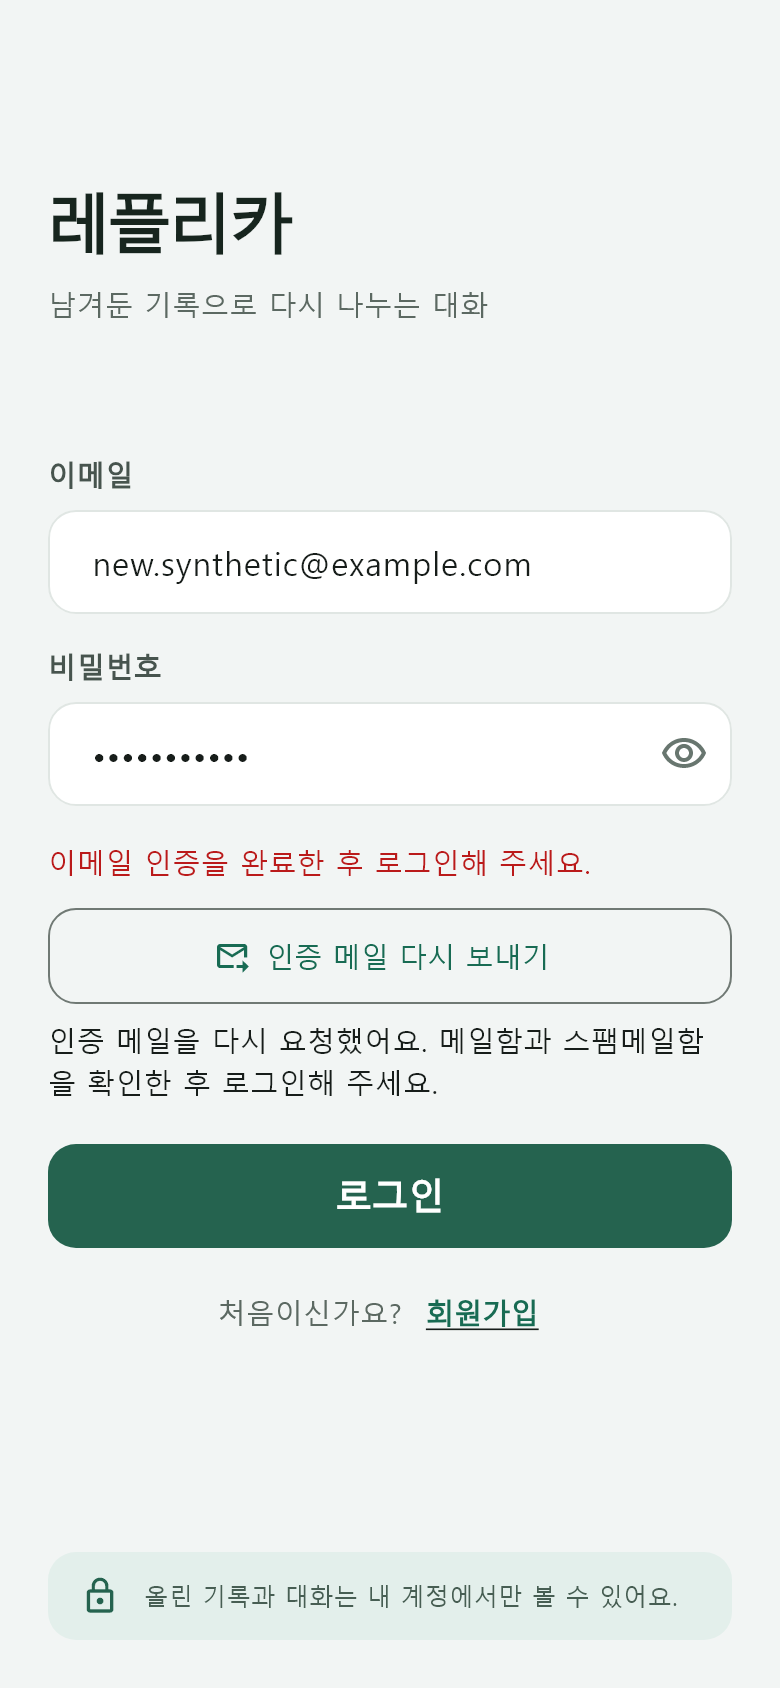 레플리카
남겨둔 기록으로 다시 나누는 대화
이메일
new.synthetic@example.com
비밀번호
•••••••••••
이메일 인증을 완료한 후 로그인해 주세요.
인증 메일 다시 보내기
인증 메일을 다시 요청했어요. 메일함과 스팸메일함
을 확인한 후 로그인해 주세요.
로그인
처음이신가요? 회원가입
올린 기록과 대화는 내 계정에서만 볼 수 있어요.